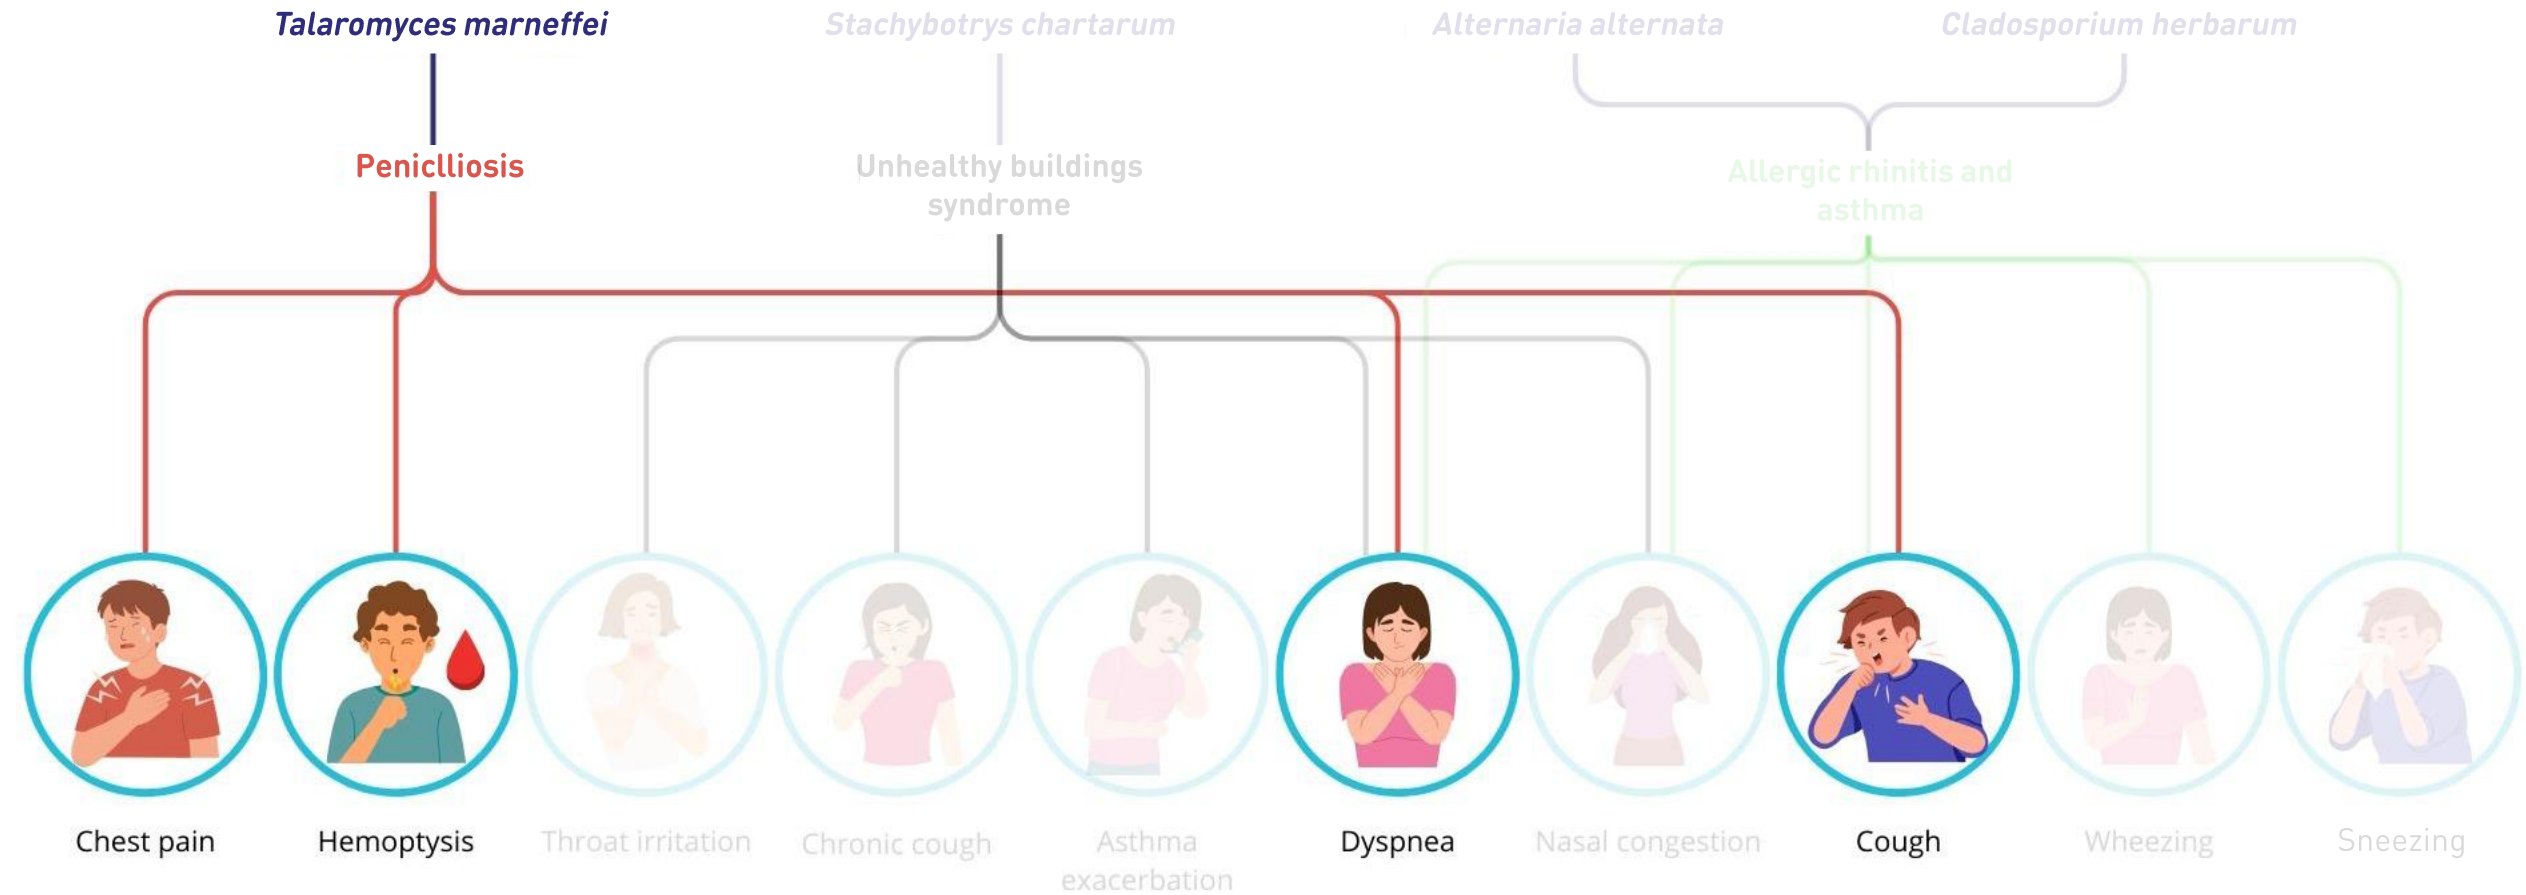 Talaromyces marneffei
Stachybotrys chartarum
Alternaria alternata
Cladosporium herbarum
Peniclliosis
Unhealthy buildings
syndrome
Allergic rhinitis and
asthma
Chest pain
Hemoptysis
Throat irritation
Chronic cough
Asthma
exacerbation
Dyspnea
Nasal congestion
Cough
Wheezing
Sneezing